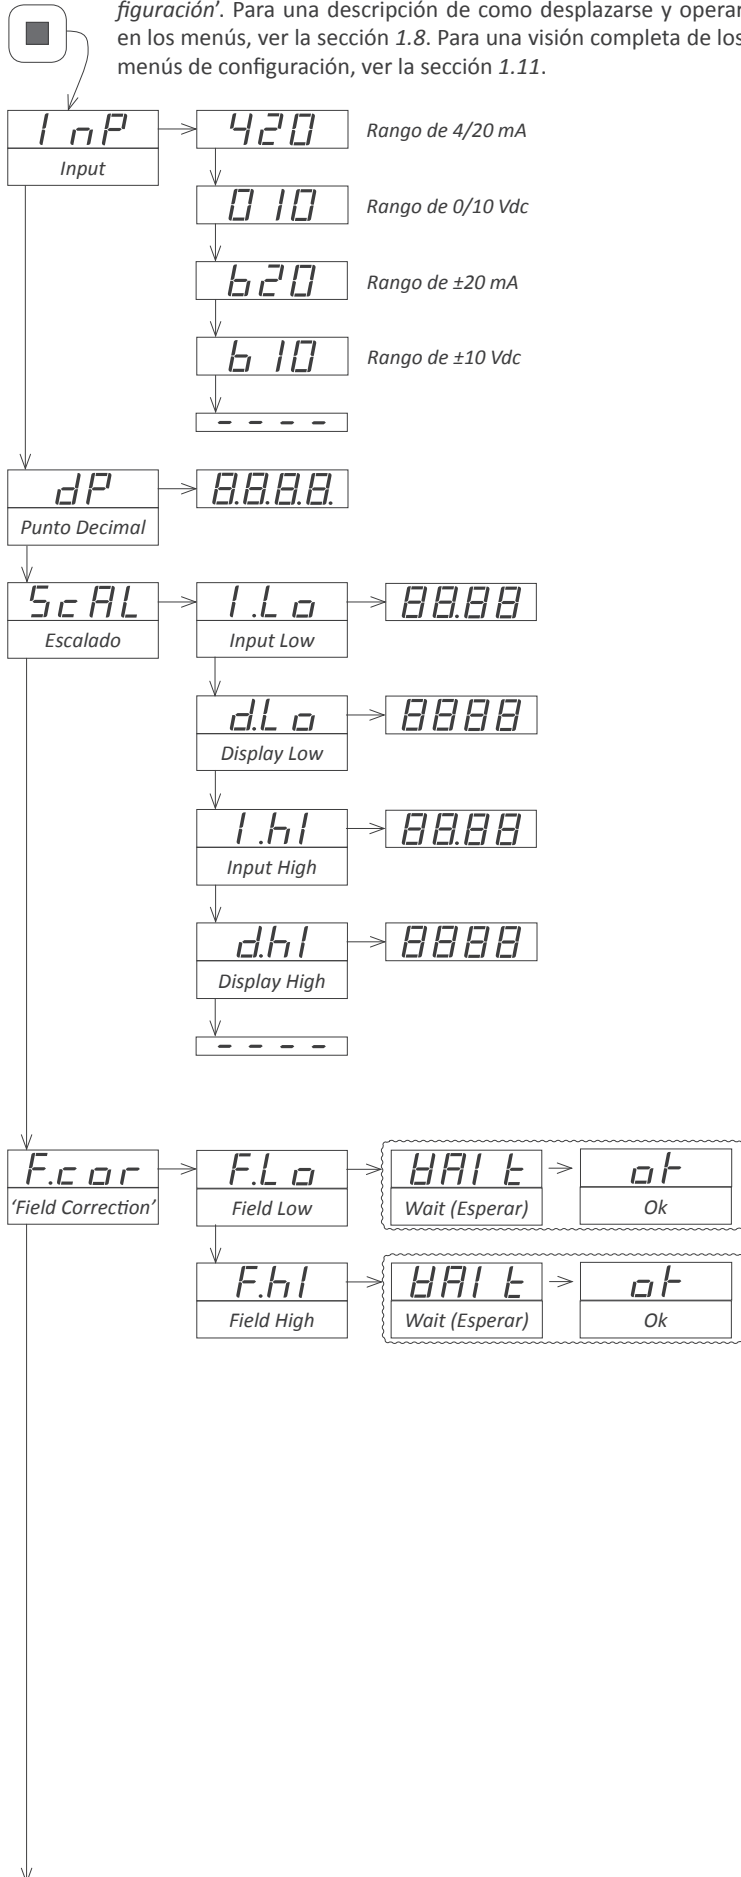 figuración'. Para una descripción de como desplazarse y operar
en los menús, ver la sección 1.8. Para una visión completa de los
menús de configuración, ver la sección 1.11.
InP
420
Rango de 4/20 mA
Input
010
Rango de 0/10 Vdc
b20
Rango de ±20 mA
b10
Rango de ±10 Vdc
- - - -
dP
8.8.8.8.
Punto Decimal
ScAL
I.Lo
88.88
Escalado
Input Low
d.Lo
8888
Display Low
I.hI
88.88
Input High
d.hI
8888
Display High
- - - -
F.cor
F.Lo
WAIt
ok
'Field Correction'
Field Low
Wait (Esperar)
Ok
F.hI
WAIt
ok
Field High
Wait (Esperar)
Ok